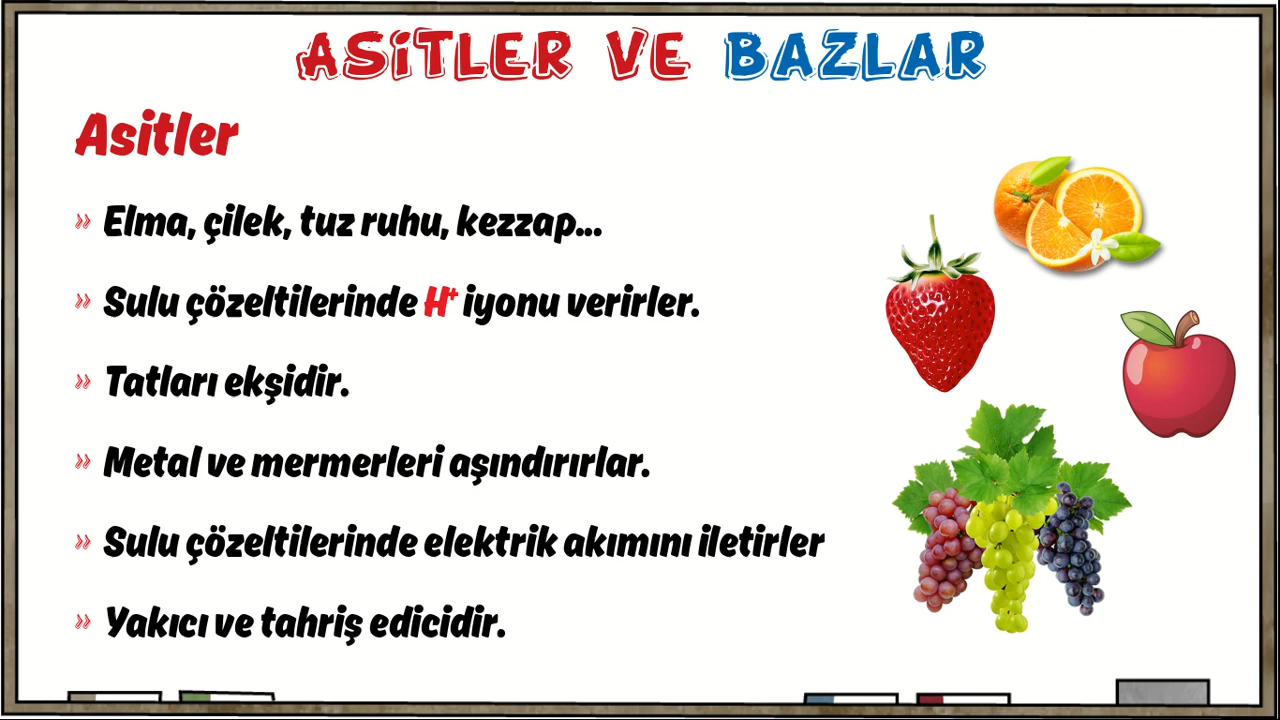 ASİTLER VE BAZLAR
Asitler
» Elma, çilek, tuz ruhu, kezzap...
» Sulu çözeltilerinde H⁺ iyonu verirler.
» Tatları ekşidir.
» Metal ve mermerleri aşındırırlar.
» Sulu çözeltilerinde elektrik akımını iletirler
» Yakıcı ve tahriş edicidir.